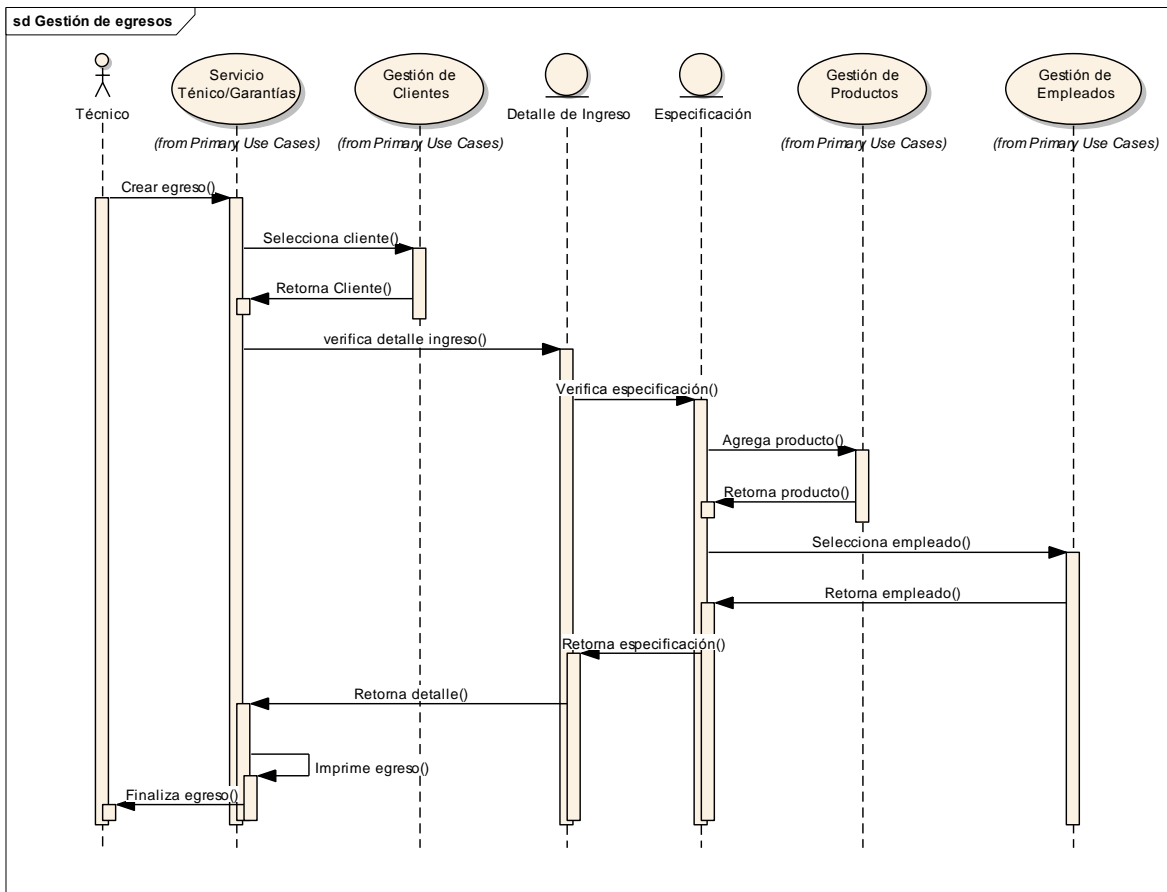 sd Gestión de egresos
Técnico
Servicio
Ténico/Garantías
(from Primary Use Cases)
Gestión de
Clientes
(from Primary Use Cases)
Detalle de Ingreso
Especificación
Gestión de
Productos
(from Primary Use Cases)
Gestión de
Empleados
(from Primary Use Cases)
Crear egreso()
Selecciona cliente()
Retorna Cliente()
verifica detalle ingreso()
Verifica especificación()
Agrega producto()
Retorna producto()
Selecciona empleado()
Retorna empleado()
Retorna especificación()
Retorna detalle()
Imprime egreso()
Finaliza egreso()